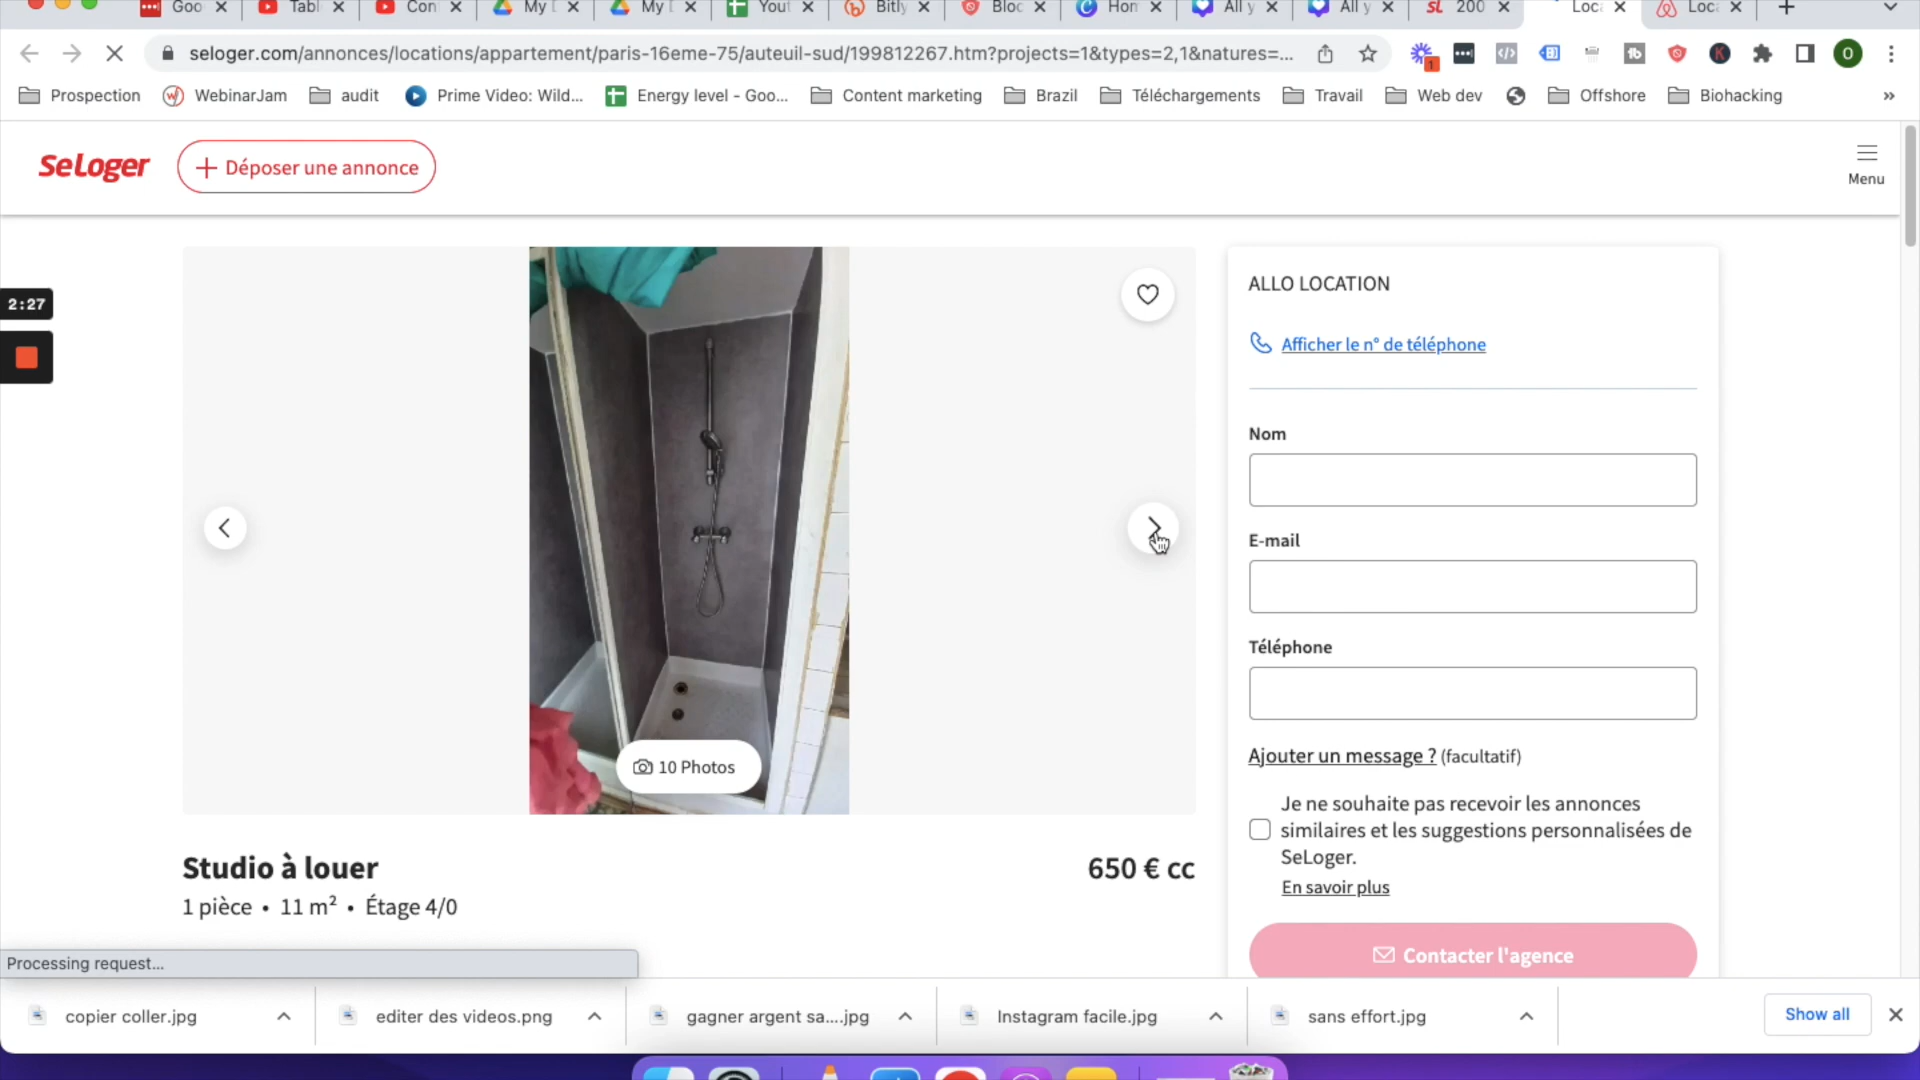 Goo
Tabl
Con
My D
My D
Yout
Bitly
Bloc
Hom
All y
All y
SL 200
Loca
Loca
seloger.com/annonces/locations/appartement/paris-16eme-75/auteuil-sud/199812267.htm?projects=1&types=2,1&natures=...
1
O
Prospection
WebinarJam
audit
Prime Video: Wild...
Energy level - Goo...
Content marketing
Brazil
Téléchargements
Travail
Web dev
Offshore
Biohacking
»
SeLoger
+ Déposer une annonce
Menu
2:27
10 Photos
Studio à louer
650 € cc
1 pièce • 11 m² • Étage 4/0
ALLO LOCATION
Afficher le n° de téléphone
Nom
E-mail
Téléphone
Ajouter un message ? (facultatif)
Je ne souhaite pas recevoir les annonces
similaires et les suggestions personnalisées de
SeLoger.
En savoir plus
Contacter l'agence
Processing request...
copier coller.jpg
editer des videos.png
gagner argent sa....jpg
Instagram facile.jpg
sans effort.jpg
Show all